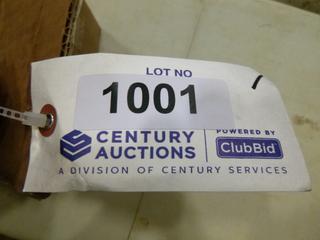 LOT NO
1001
CENTURY AUCTIONS
POWERED BY
ClubBid
A DIVISION OF CENTURY SERVICES